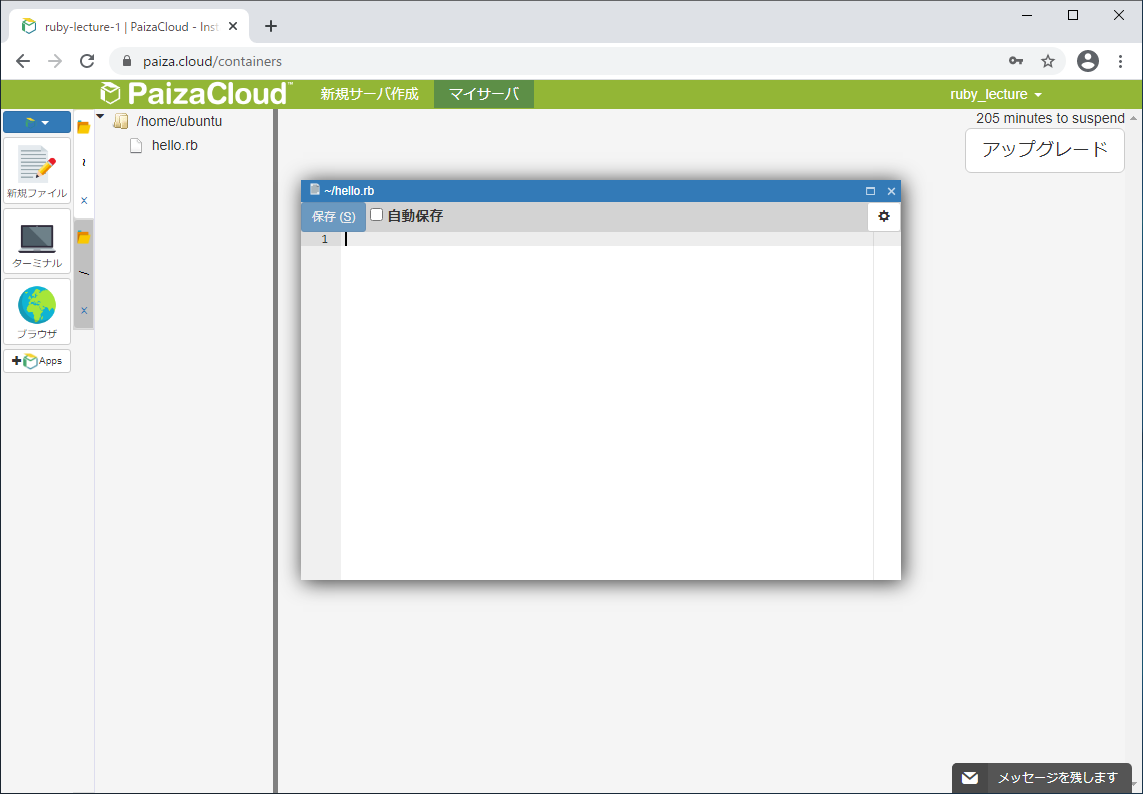 ruby-lecture-1 | PaizaCloud - Inst
paiza.cloud/containers
PaizaCloud™
新規サーバ作成
マイサーバ
ruby_lecture
205 minutes to suspend
アップグレード
新規ファイル
ターミナル
ブラウザ
Apps
~
x
/
x
/home/ubuntu
hello.rb
~/hello.rb
保存 (S)
自動保存
1
メッセージを残します